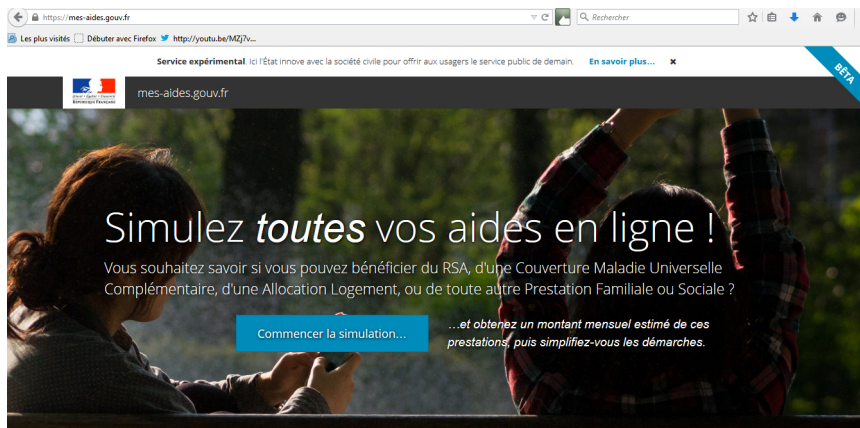 https://mes-aides.gouv.fr
Rechercher
Les plus visités Débuter avec Firefox http://youtu.be/MZj7v...
Service expérimental. Ici l'État innove avec la société civile pour offrir aux usagers le service public de demain. En savoir plus... ✖
BÊTA
Liberté • Égalité • Fraternité
RÉPUBLIQUE FRANÇAISE
mes-aides.gouv.fr
Simulez toutes vos aides en ligne !
Vous souhaitez savoir si vous pouvez bénéficier du RSA, d'une Couverture Maladie Universelle
Complémentaire, d'une Allocation Logement, ou de toute autre Prestation Familiale ou Sociale ?
Commencer la simulation...
…et obtenez un montant mensuel estimé de ces
prestations, puis simplifiez-vous les démarches.